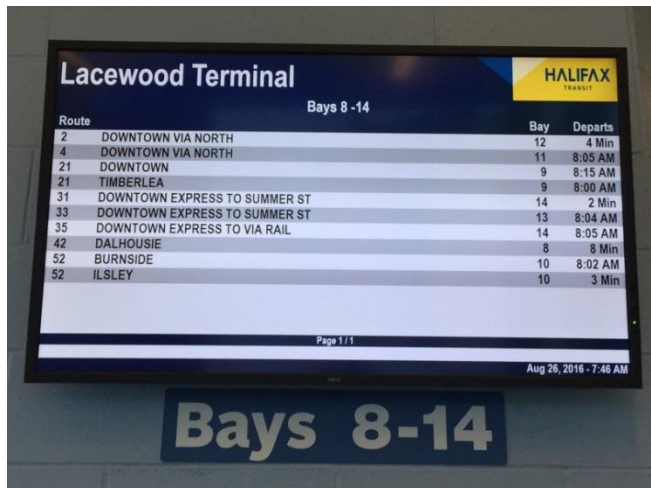 Lacewood Terminal
HALIFAX
TRANSIT
Bays 8 -14
Route Bay Departs
2 DOWNTOWN VIA NORTH 12 4 Min
4 DOWNTOWN VIA NORTH 11 8:05 AM
21 DOWNTOWN 9 8:15 AM
21 TIMBERLEA 9 8:00 AM
31 DOWNTOWN EXPRESS TO SUMMER ST 14 2 Min
33 DOWNTOWN EXPRESS TO SUMMER ST 13 8:04 AM
35 DOWNTOWN EXPRESS TO VIA RAIL 14 8:05 AM
42 DALHOUSIE 8 8 Min
52 BURNSIDE 10 8:02 AM
52 ILSLEY 10 3 Min
Page 1 / 1
Aug 26, 2016 - 7:46 AM
NEC
Bays 8-14